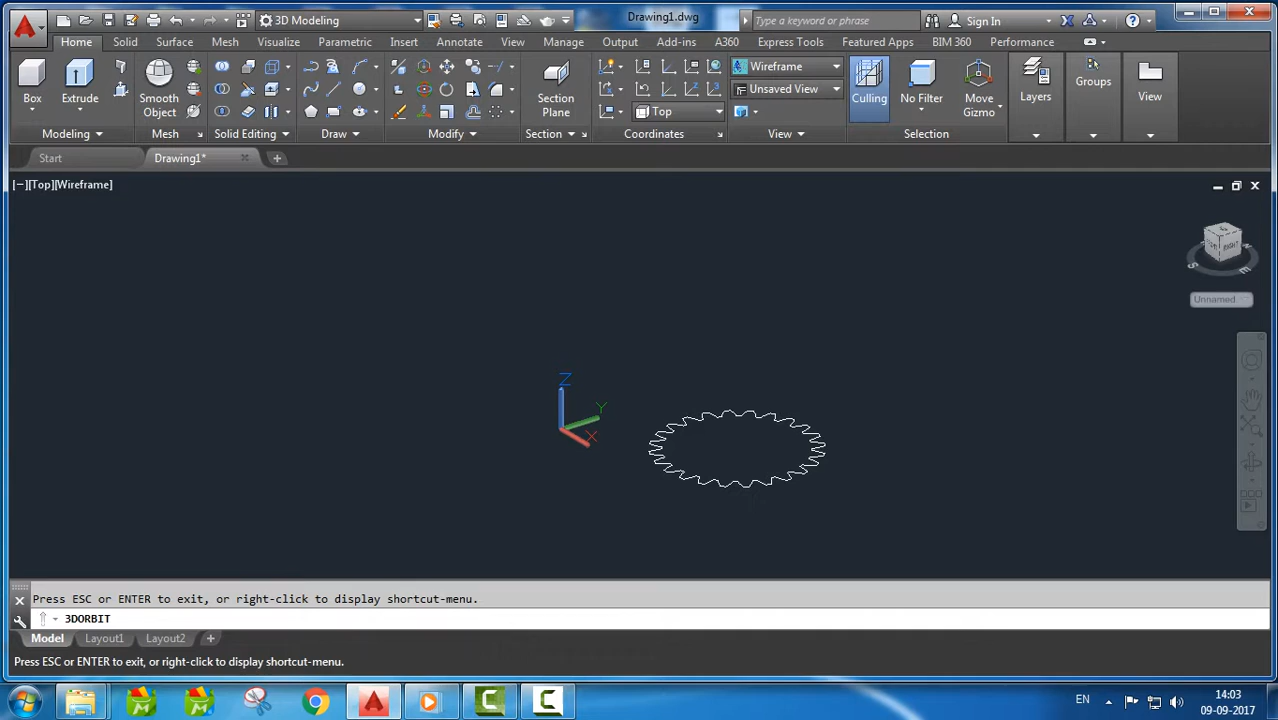 3D Modeling
Drawing1.dwg
Type a keyword or phrase
Sign In
Home Solid Surface Mesh Visualize Parametric Insert Annotate View Manage Output Add-ins A360 Express Tools Featured Apps BIM 360 Performance
Box
Extrude
Smooth
Object
Section
Plane
Wireframe
Unsaved View
Top
Culling
No Filter
Move
Gizmo
Layers
Groups
View
Modeling Mesh Solid Editing Draw Modify Section Coordinates View Selection
Start Drawing1*
[−][Top][Wireframe]
RIGHT
S
E
Unnamed
Z
Y
X
Press ESC or ENTER to exit, or right-click to display shortcut-menu.
3DORBIT
Model Layout1 Layout2
Press ESC or ENTER to exit, or right-click to display shortcut-menu.
EN
14:03
09-09-2017